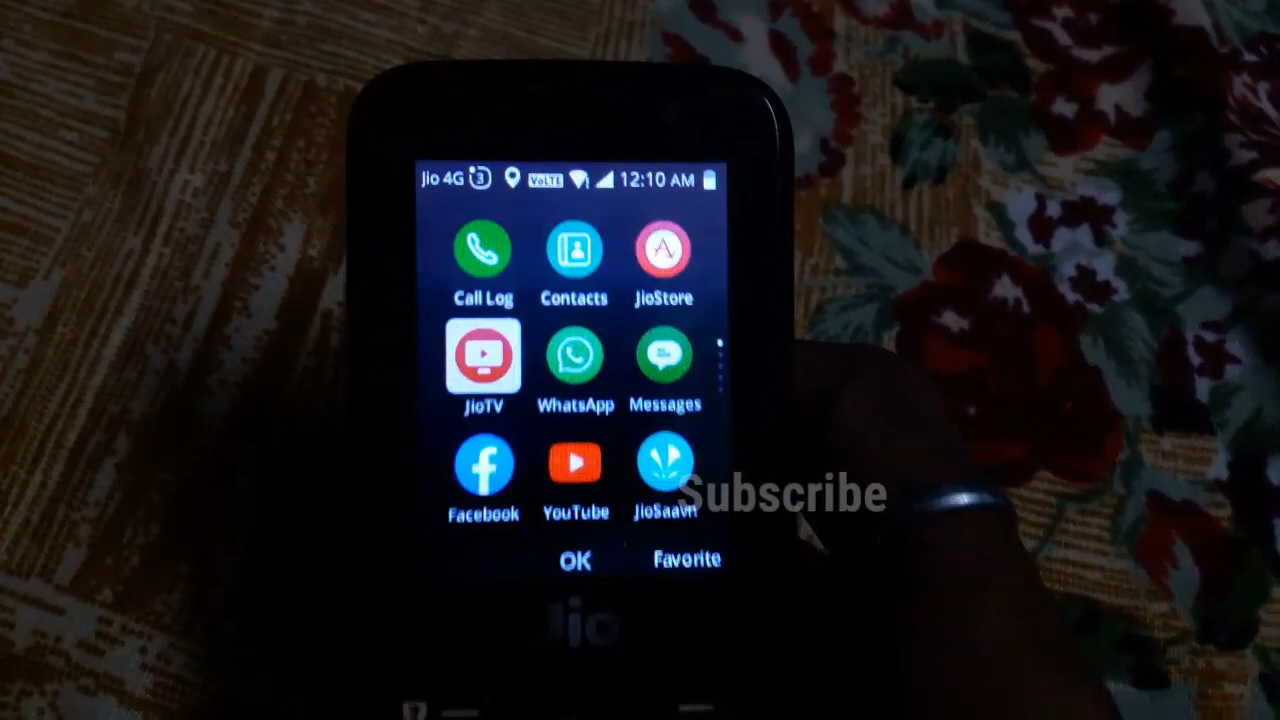 Jio 4G 3 VoLTE 12:10 AM
Call Log Contacts JioStore
JioTV WhatsApp Messages
Facebook YouTube JioSaavn
Subscribe
OK Favorite
Jio